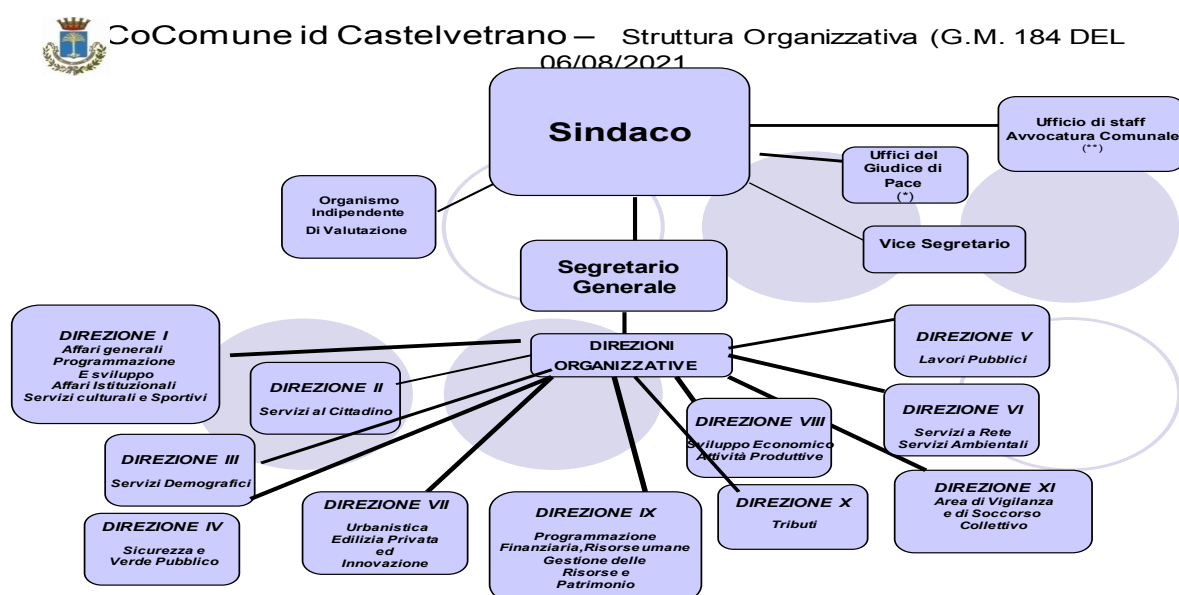 CoComune id Castelvetrano – Struttura Organizzativa (G.M. 184 DEL
06/08/2021
Sindaco
Ufficio di staff
Avvocatura Comunale
(**)
Uffici del
Giudice di
Pace
(*)
Organismo
Indipendente
Di Valutazione
Vice Segretario
Segretario
Generale
DIREZIONI
ORGANIZZATIVE
DIREZIONE I
Affari generali
Programmazione
E sviluppo
Affari Istituzionali
Servizi culturali e Sportivi
DIREZIONE II
Servizi al Cittadino
DIREZIONE III
Servizi Demografici
DIREZIONE IV
Sicurezza e
Verde Pubblico
DIREZIONE V
Lavori Pubblici
DIREZIONE VI
Servizi a Rete
Servizi Ambientali
DIREZIONE VII
Urbanistica
Edilizia Privata
ed
Innovazione
DIREZIONE VIII
Sviluppo Economico
Attività Produttive
DIREZIONE IX
Programmazione
Finanziaria,Risorse umane
Gestione delle
Risorse e
Patrimonio
DIREZIONE X
Tributi
DIREZIONE XI
Area di Vigilanza
e di Soccorso
Collettivo